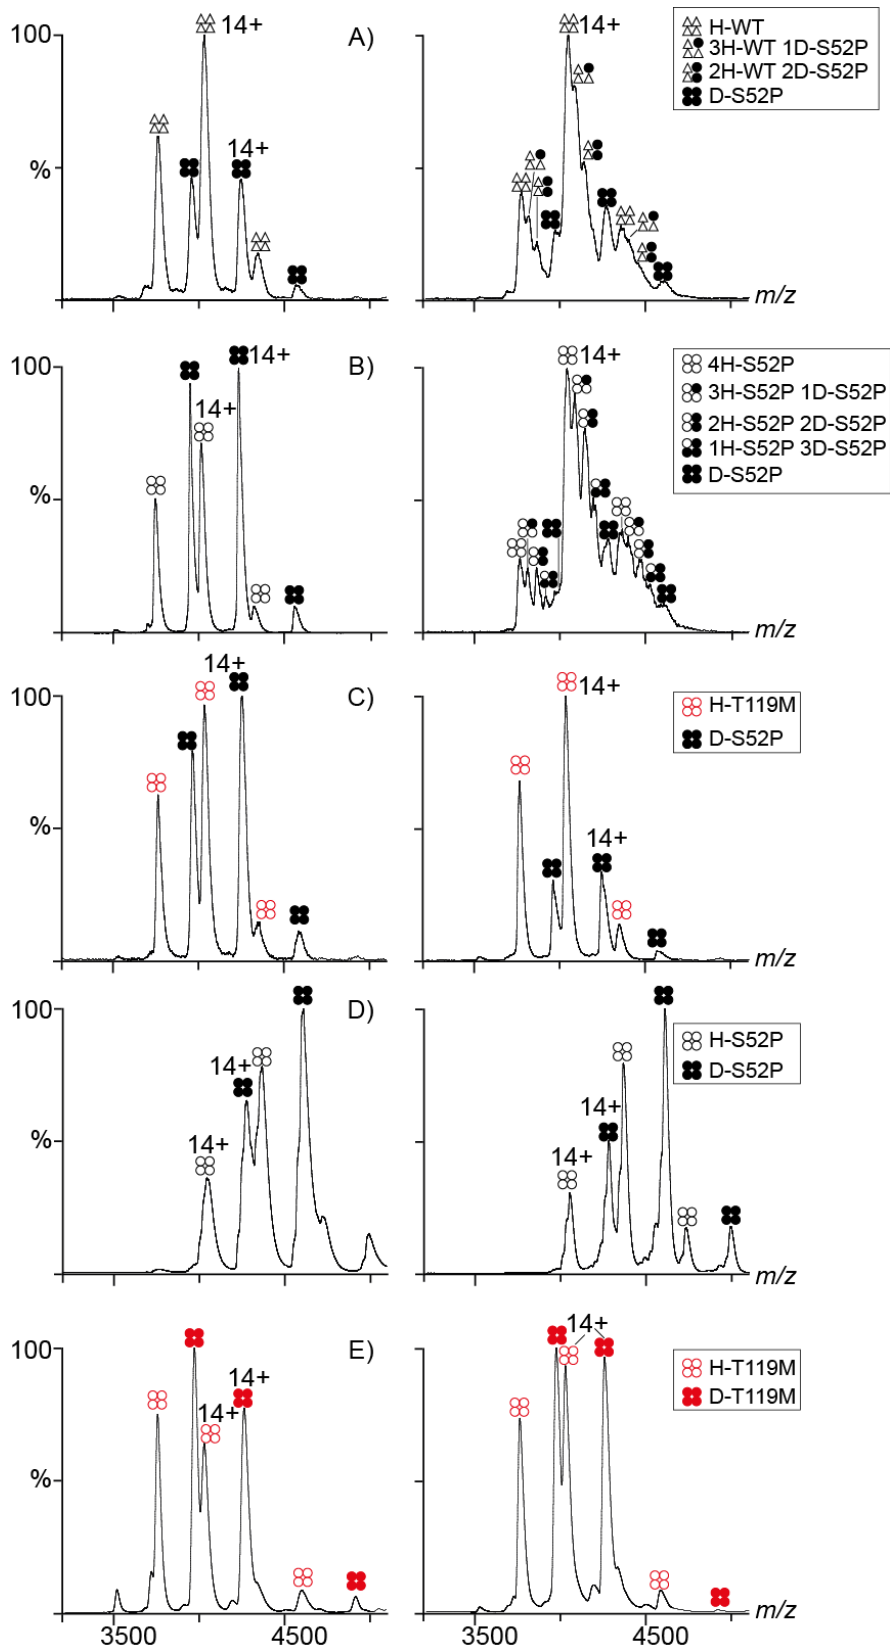 100
14+
A)
14+
H-WT
3H-WT 1D-S52P
2H-WT 2D-S52P
D-S52P
14+
%
m/z
100
14+
B)
14+
4H-S52P
3H-S52P 1D-S52P
2H-S52P 2D-S52P
1H-S52P 3D-S52P
D-S52P
14+
%
m/z
14+
C)
100
14+
H-T119M
D-S52P
%
14+
m/z
100
D)
H-S52P
D-S52P
14+
14+
%
14+
14+
m/z
100
E)
14+
H-T119M
D-T119M
14+
14+
%
m/z
3500
4500
3500
4500